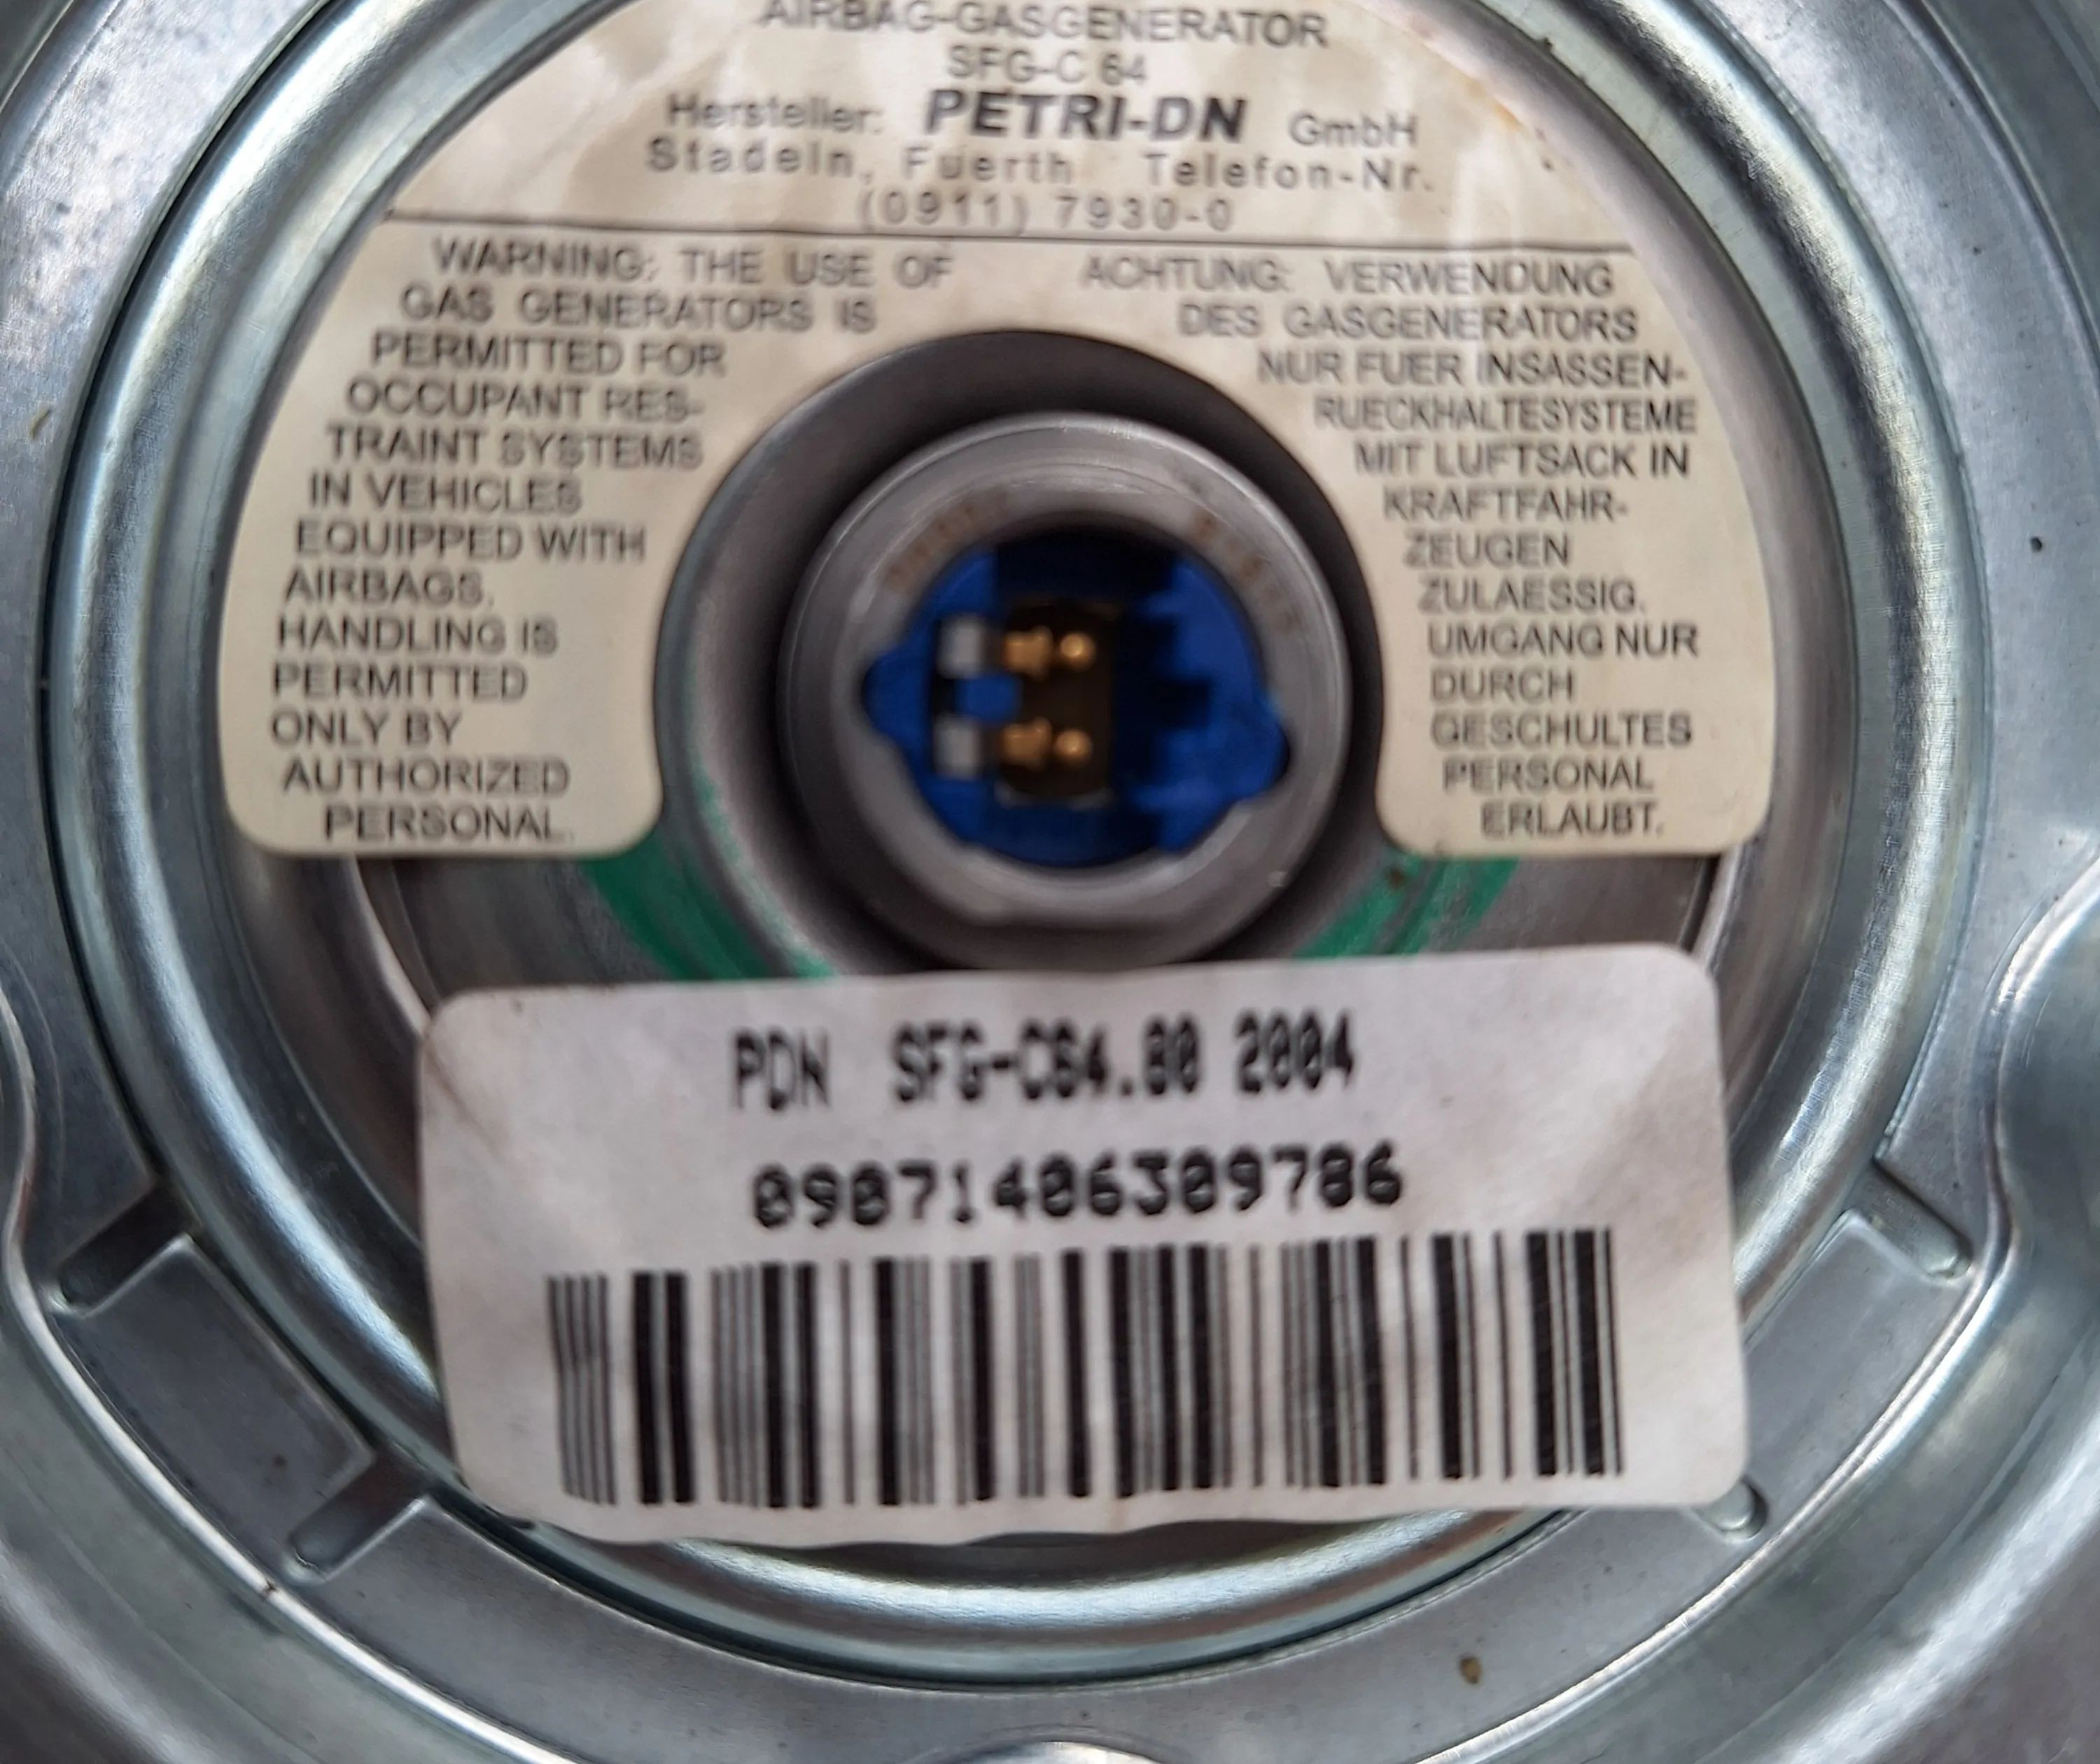 AIRBAG-GASGENERATOR
SFG-C 64
Hersteller: PETRI-DN GmbH
Stadeln, Fuerth Telefon-Nr.
(0911) 7930-0
WARNING: THE USE OF
GAS GENERATORS IS
PERMITTED FOR
OCCUPANT RES-
TRAINT SYSTEMS
IN VEHICLES
EQUIPPED WITH
AIRBAGS.
HANDLING IS
PERMITTED
ONLY BY
AUTHORIZED
PERSONAL.
ACHTUNG: VERWENDUNG
DES GASGENERATORS
NUR FUER INSASSEN-
RUECKHALTESYSTEME
MIT LUFTSACK IN
KRAFTFAHR-
ZEUGEN
ZULAESSIG.
UMGANG NUR
DURCH
GESCHULTES
PERSONAL
ERLAUBT.
PDN SFG-C64.80 2004
09071406309786